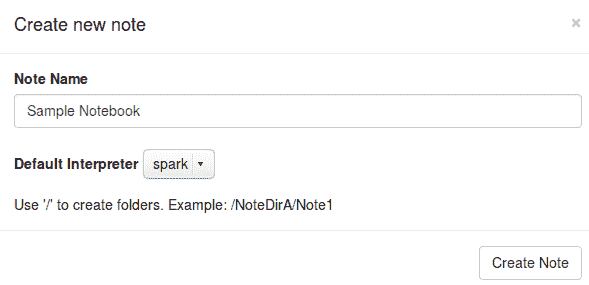 Create new note ×
Note Name
Sample Notebook
Default Interpreter spark
Use '/' to create folders. Example: /NoteDirA/Note1
Create Note